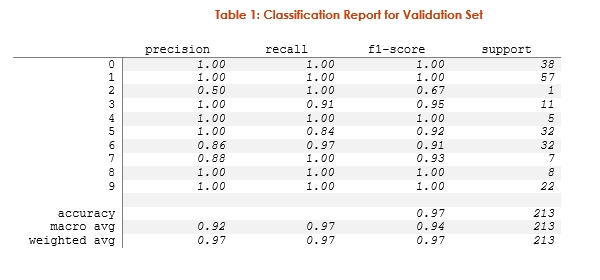 Table 1: Classification Report for Validation Set
precision recall f1-score support
0 1.00 1.00 1.00 38
1 1.00 1.00 1.00 57
2 0.50 1.00 0.67 1
3 1.00 0.91 0.95 11
4 1.00 1.00 1.00 5
5 1.00 0.84 0.92 32
6 0.86 0.97 0.91 32
7 0.88 1.00 0.93 7
8 1.00 1.00 1.00 8
9 1.00 1.00 1.00 22
accuracy 0.97 213
macro avg 0.92 0.97 0.94 213
weighted avg 0.97 0.97 0.97 213